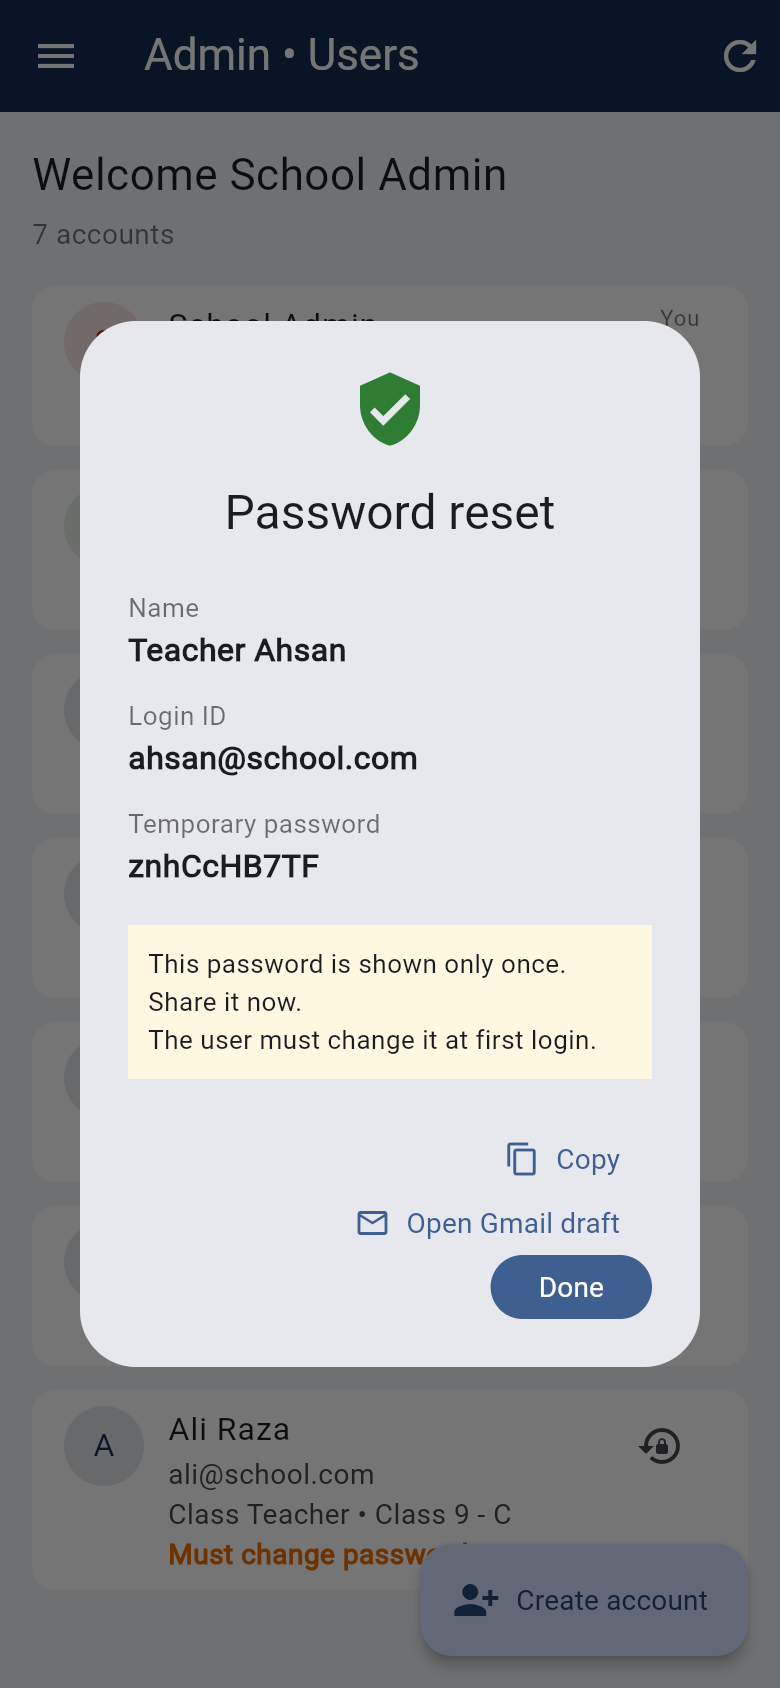 Admin • Users
Welcome School Admin
7 accounts
School Admin
You
Password reset
Name
Teacher Ahsan
Login ID
ahsan@school.com
Temporary password
znhCcHB7TF
This password is shown only once.
Share it now.
The user must change it at first login.
Copy
Open Gmail draft
Done
A
Ali Raza
ali@school.com
Class Teacher • Class 9 - C
Must change
Create account